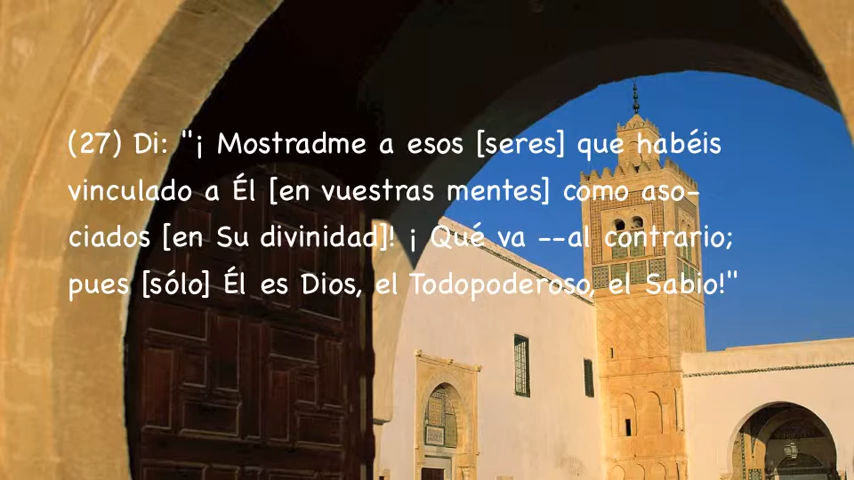 (27) Di: "¡ Mostradme a esos [seres] que habéis
vinculado a Él [en vuestras mentes] como aso-
ciados [en Su divinidad]! ¡ Qué va --al contrario;
pues [sólo] Él es Dios, el Todopoderoso, el Sabio!"